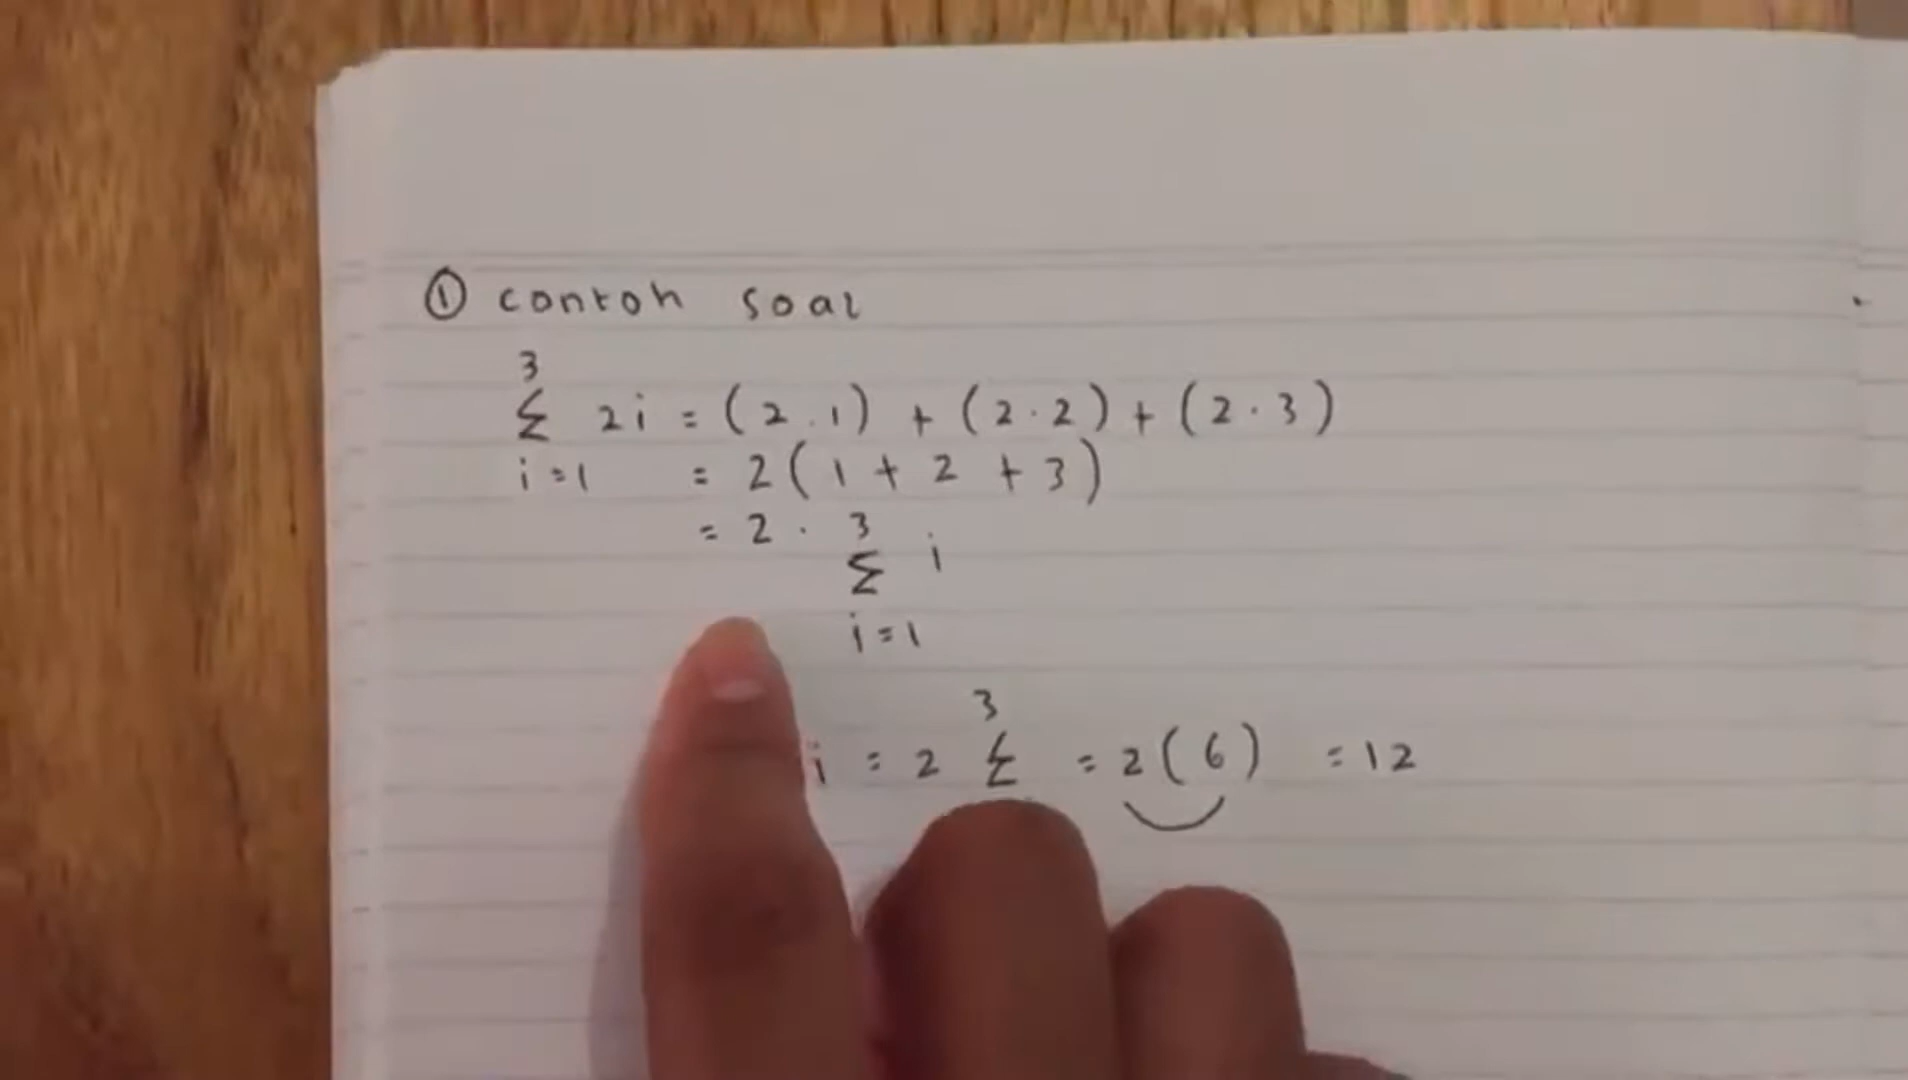 ① contoh soal
3
Σ 2i = (2.1) + (2.2) + (2.3)
i=1 = 2(1 + 2 + 3)
= 2 . 3
Σ i
i=1
3
i = 2 Σ = 2(6) = 12